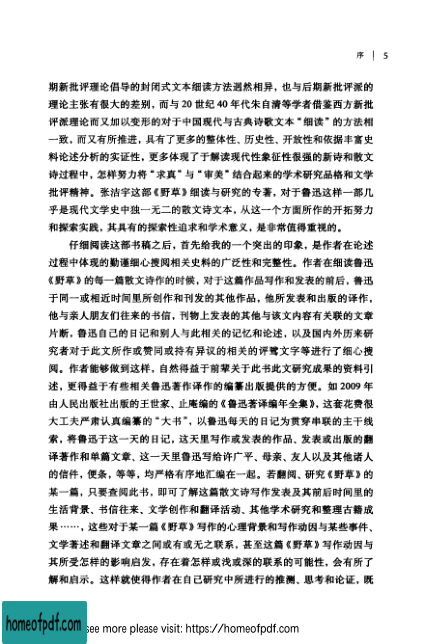 序 | 5
期新批评理论倡导的封闭式文本细读方法迥然相异，也与后期新批评派的
理论主张有很大的差别，而与 20 世纪 40 年代朱自清等学者借鉴西方新批
评派理论而又加以变形的对于中国现代与古典诗歌文本“细读”的方法相
一致，而又有所推进，具有了更多的整体性、历史性、开放性和依据丰富史
料论述分析的实证性，更多体现了于解读现代性象征性很强的新诗和散文
诗过程中，怎样努力将“求真”与“审美”结合起来的学术研究品格和文学
批评精神。张洁宇这部《野草》细读与研究的专著，对于鲁迅这样一部几
乎是现代文学史中独一无二的散文诗文本，从这一个方面所作的开拓努力
和探索实践，其具有的探索性追求和学术意义，是非常值得重视的。
仔细阅读这部书稿之后，首先给我的一个突出的印象，是作者在论述
过程中体现的勤谨细心搜阅相关史料的广泛性和完整性。作者在细读鲁迅
《野草》的每一篇散文诗作的时候，对于这篇作品写作和发表的前后，鲁迅
于同一或相近时间里所创作和刊发的其他作品，他所发表和出版的译作，
他与亲人朋友们往来的书信，刊物上发表的其他与该文内容有关联的文章
片断，鲁迅自己的日记和别人与此相关的记忆和论述，以及国内外历来研
究者对于此文所作或赞同或持有异议的相关的评骘文字等进行了细心搜
阅。作者能够做到这样，自然得益于前辈关于此书此文研究成果的资料引
述，更得益于有些相关鲁迅著作译作的编纂出版提供的方便。如 2009 年
由人民出版社出版的王世家、止庵编的《鲁迅著译编年全集》，这套花费很
大工夫严肃认真编纂的“大书”，以鲁迅每天的日记为贯穿串联的主干线
索，将鲁迅于这一天的日记，这天里写作或发表的作品、发表或出版的翻
译著作和单篇文章、这一天里鲁迅写给许广平、母亲、友人以及其他诸人
的信件，便条，等等，均严格有序地汇编在一起。若翻阅、研究《野草》的
某一篇，只要查阅此书，即可了解这篇散文诗写作发表及其前后时间里的
生活背景、书信往来、文学创作和翻译活动、其他学术研究和整理古籍成
果……，这些对于某一篇《野草》写作的心理背景和写作动因与某些事件、
文学著述和翻译文章之间或有或无之联系，甚至这篇《野草》写作动因与
其所受怎样的影响启发，存在着怎样或浅或深的联系的可能性，会有所了
解和启示。这样就使得作者在自己研究中所进行的推测、思考和论证，既
homeofpdf.com
see more please visit: https://homeofpdf.com